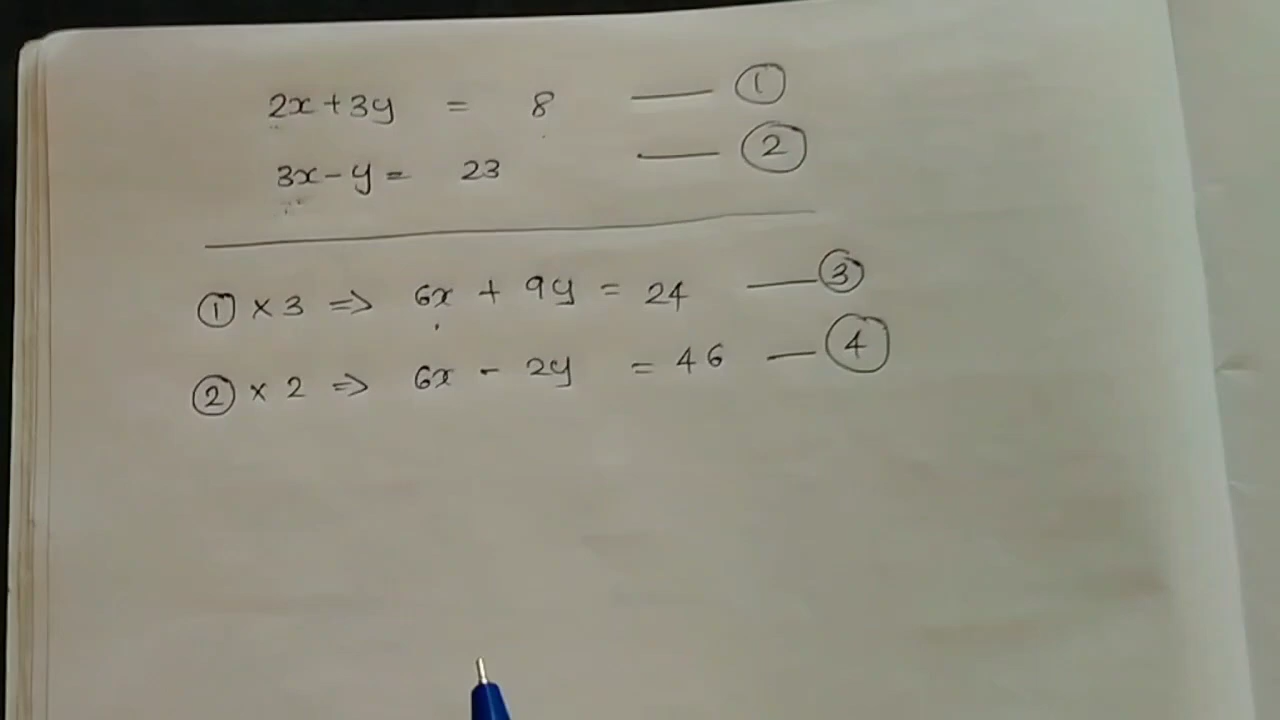 2x + 3y = 8 —— ①
3x - y = 23 —— ②
① × 3 ⇒ 6x + 9y = 24 —— ③
② × 2 ⇒ 6x - 2y = 46 — ④